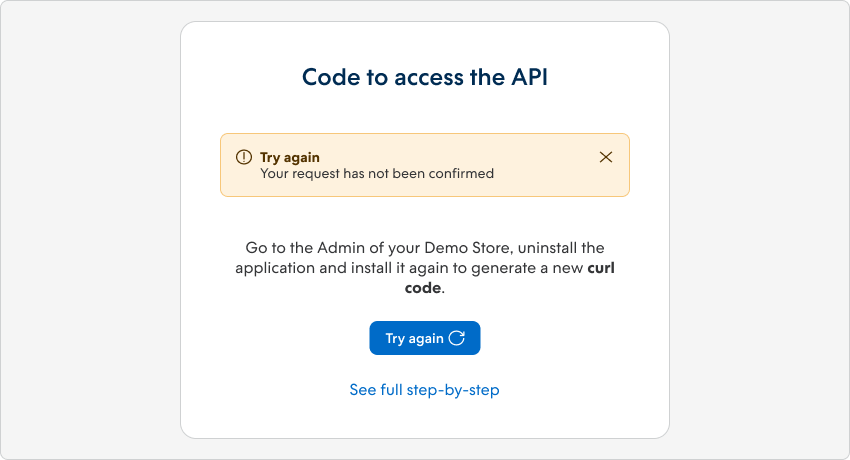 Code to access the API
Try again
Your request has not been confirmed
Go to the Admin of your Demo Store, uninstall the
application and install it again to generate a new curl
code.
Try again
See full step-by-step